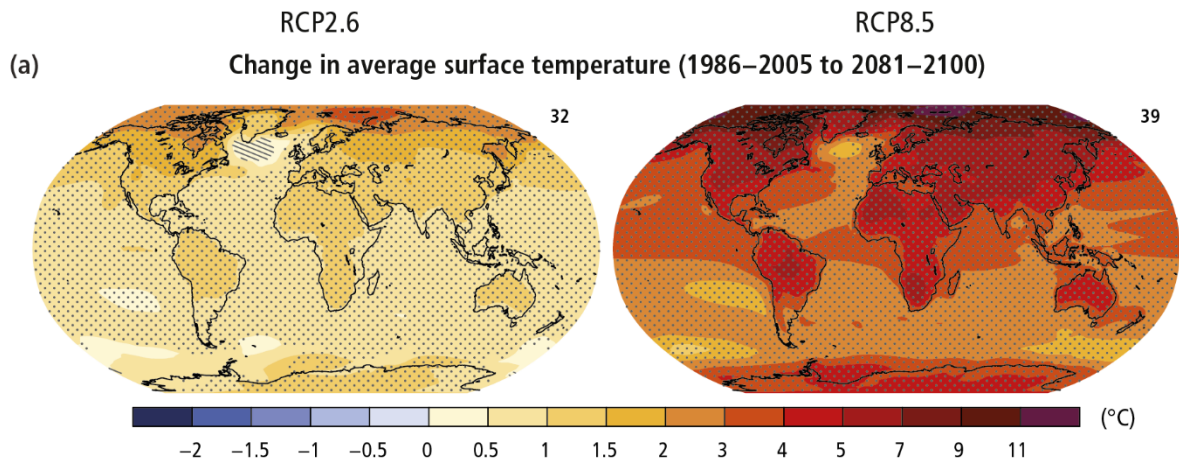 RCP2.6 RCP8.5
(a) Change in average surface temperature (1986–2005 to 2081–2100)
32 39
−2 −1.5 −1 −0.5 0 0.5 1 1.5 2 3 4 5 7 9 11 (°C)